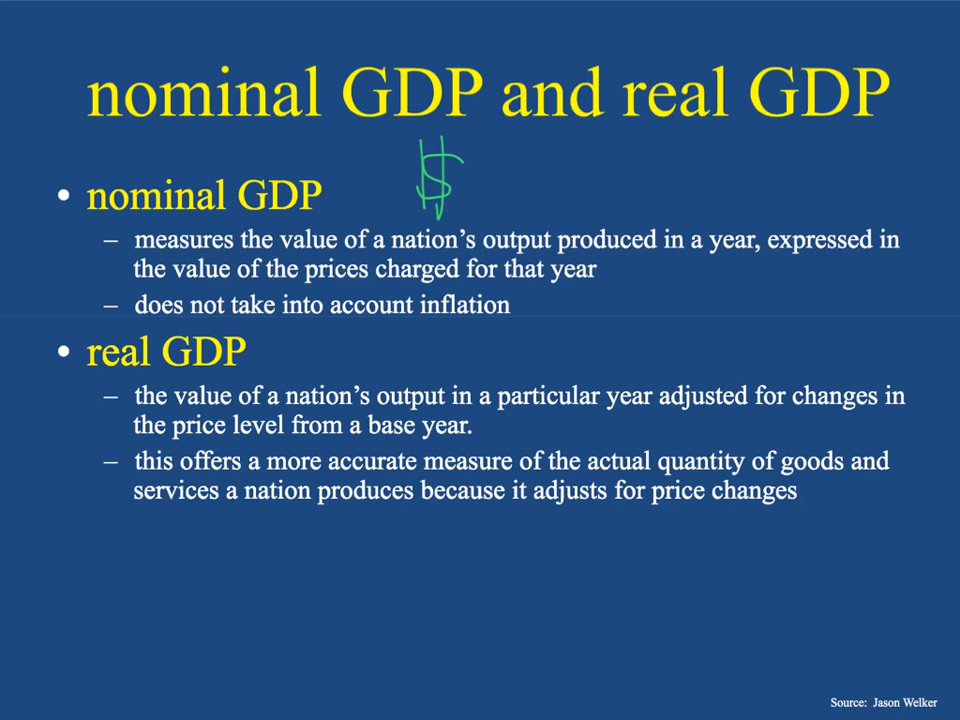 nominal GDP and real GDP
$
• nominal GDP
– measures the value of a nation’s output produced in a year, expressed in
the value of the prices charged for that year
– does not take into account inflation
• real GDP
– the value of a nation’s output in a particular year adjusted for changes in
the price level from a base year.
– this offers a more accurate measure of the actual quantity of goods and
services a nation produces because it adjusts for price changes
Source: Jason Welker